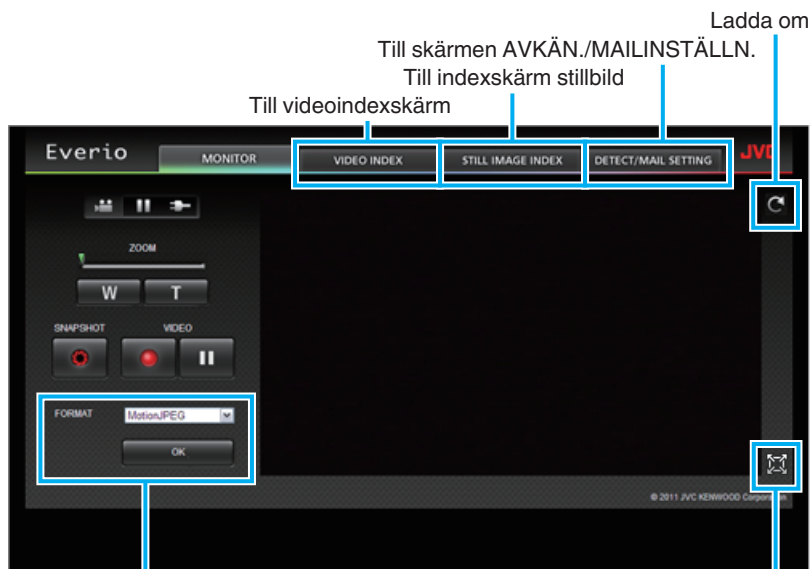 Ladda om
Till skärmen AVKÄN./MAILINSTÄLLN.
Till indexskärm stillbild
Till videoindexskärm
Everio
MONITOR
VIDEO INDEX
STILL IMAGE INDEX
DETECT/MAIL SETTING
JVC
ZOOM
W T
SNAPSHOT VIDEO
FORMAT MotionJPEG
OK
© 2011 JVC KENWOOD Corporation